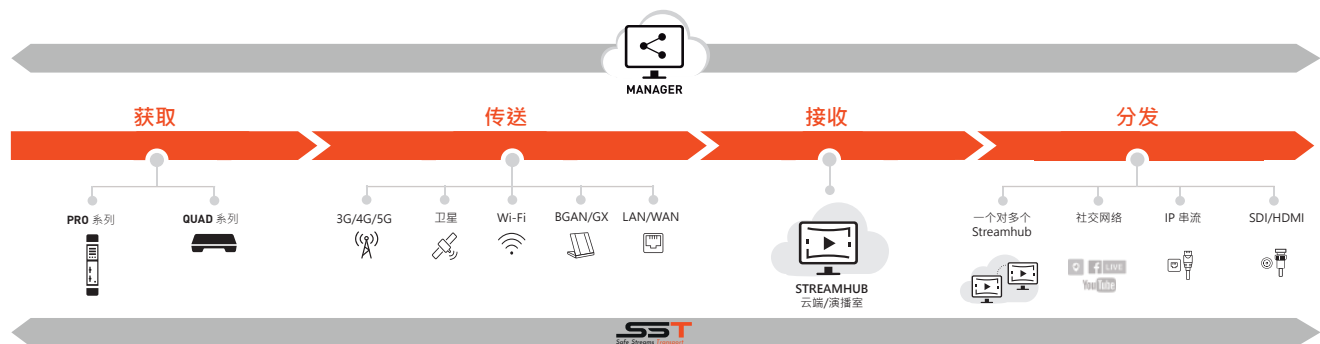 MANAGER
获取
传送
接收
分发
PRO 系列
QUAD 系列
3G/4G/5G
卫星
Wi-Fi
BGAN/GX
LAN/WAN
STREAMHUB
云端/演播室
一个对多个
Streamhub
社交网络
IP 串流
SDI/HDMI
f LIVE
YouTube
SST
Safe Streams Transport